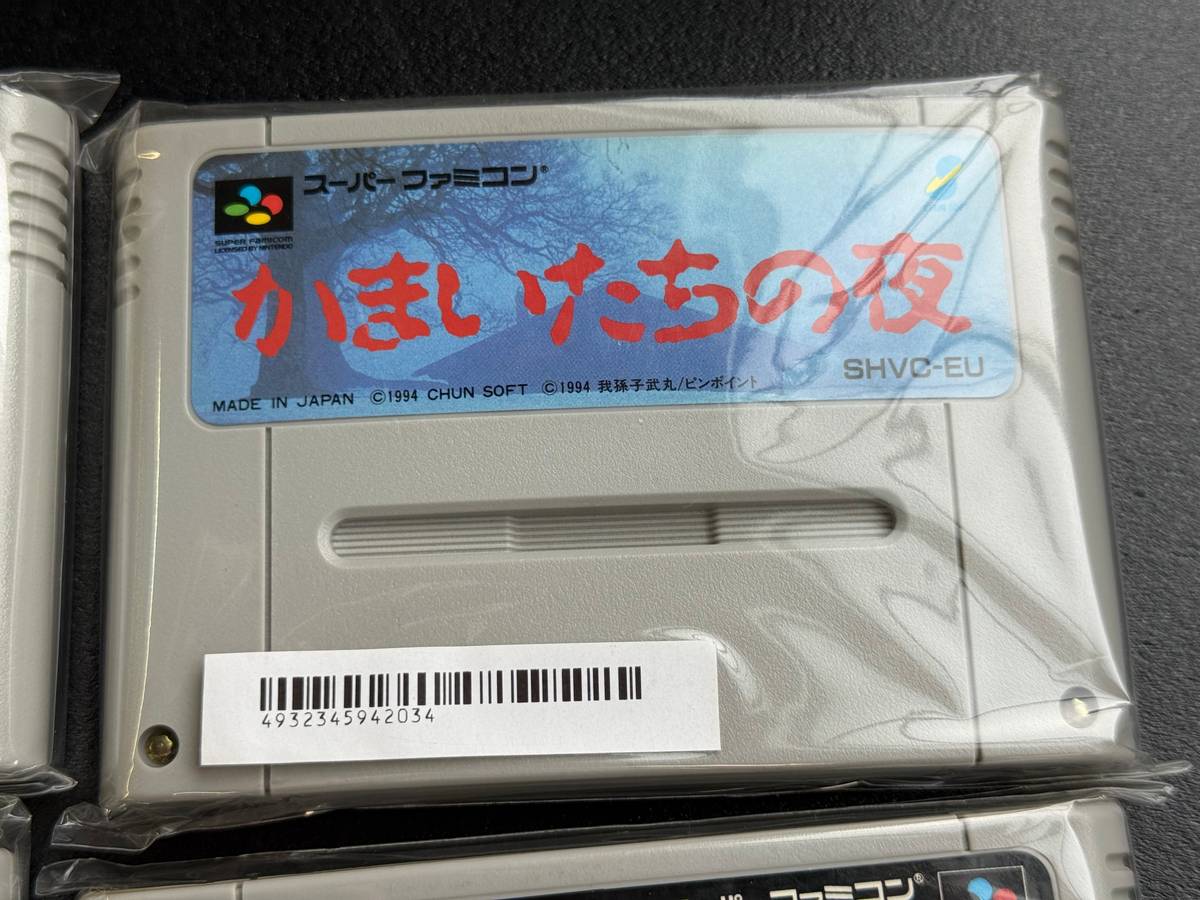 スーパーファミコン®
SUPER FAMICOM
LICENSED BY NINTENDO
かまいたちの夜
SHVC-EU
MADE IN JAPAN ©1994 CHUN SOFT ©1994 我孫子武丸/ピンポイント
4932345942034
ファミコン®